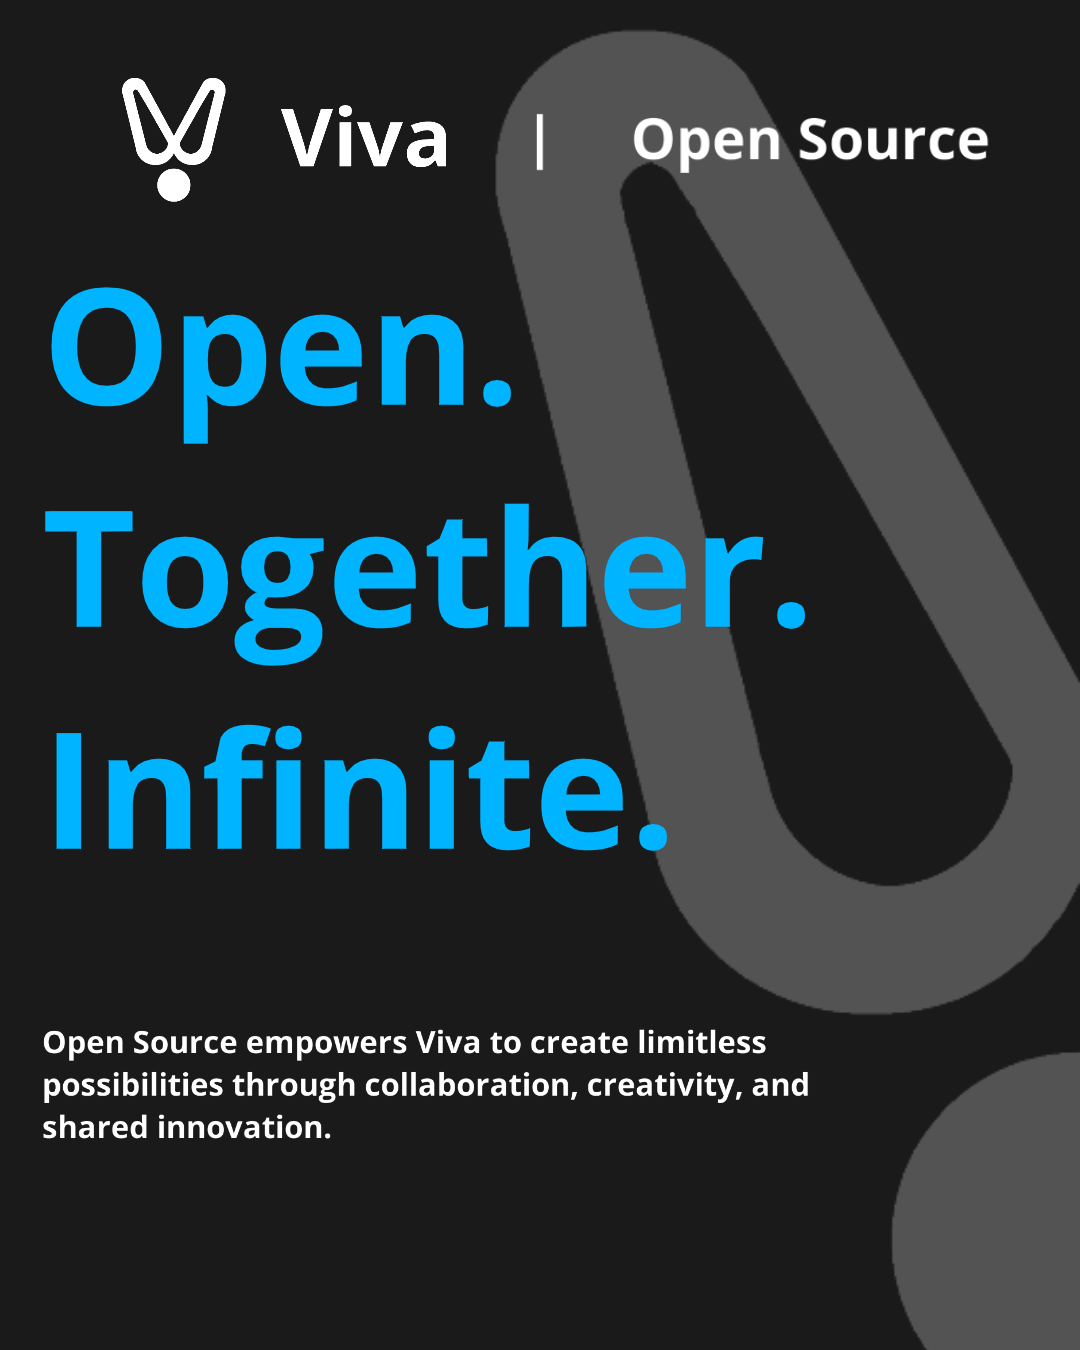 Viva | Open Source
Open.
Together.
Infinite.
Open Source empowers Viva to create limitless
possibilities through collaboration, creativity, and
shared innovation.